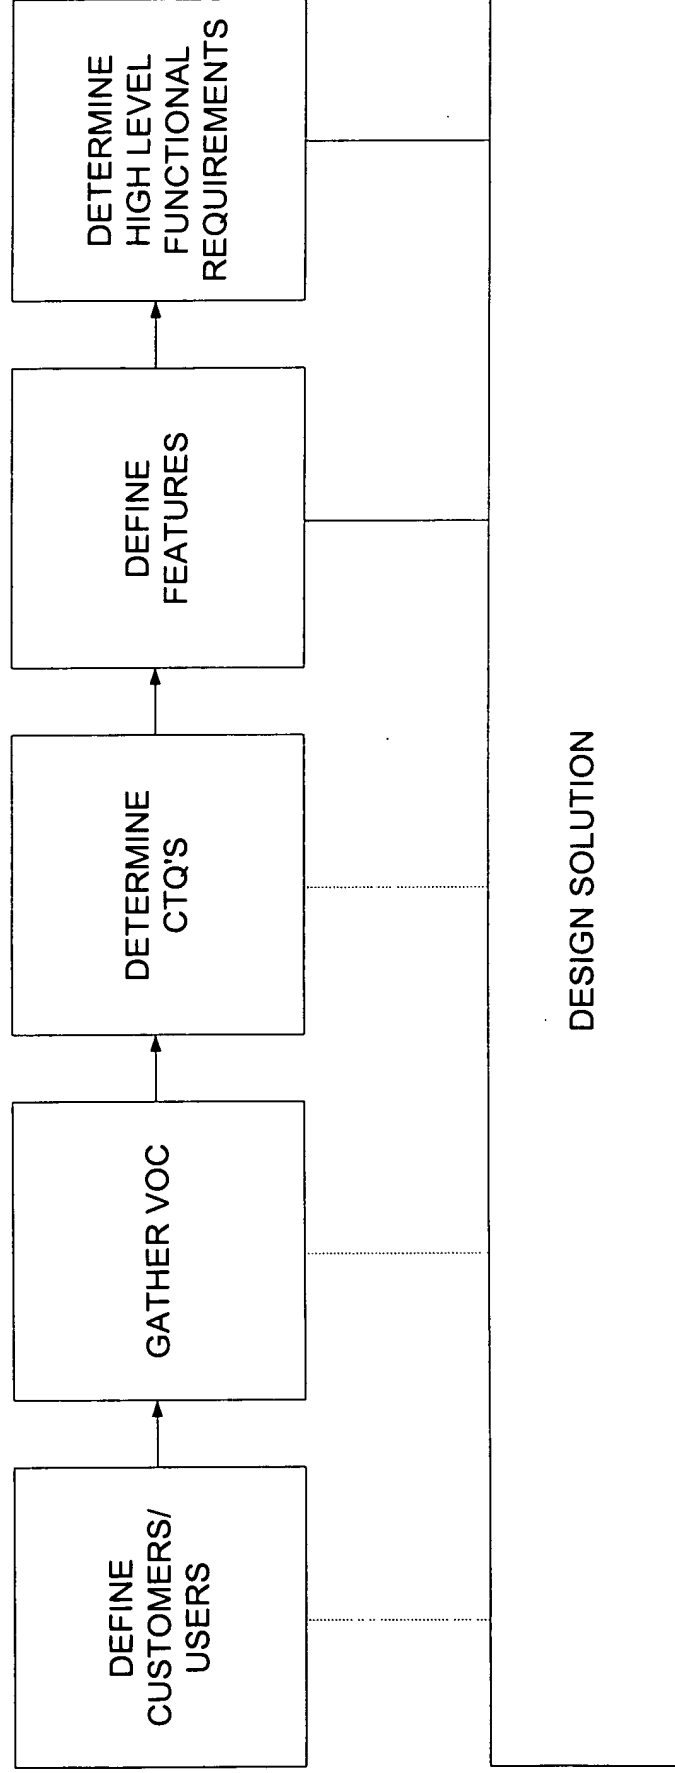 DEFINE
CUSTOMERS/
USERS
GATHER VOC
DETERMINE
CTQ'S
DEFINE
FEATURES
DETERMINE
HIGH LEVEL
FUNCTIONAL
REQUIREMENTS
DESIGN SOLUTION